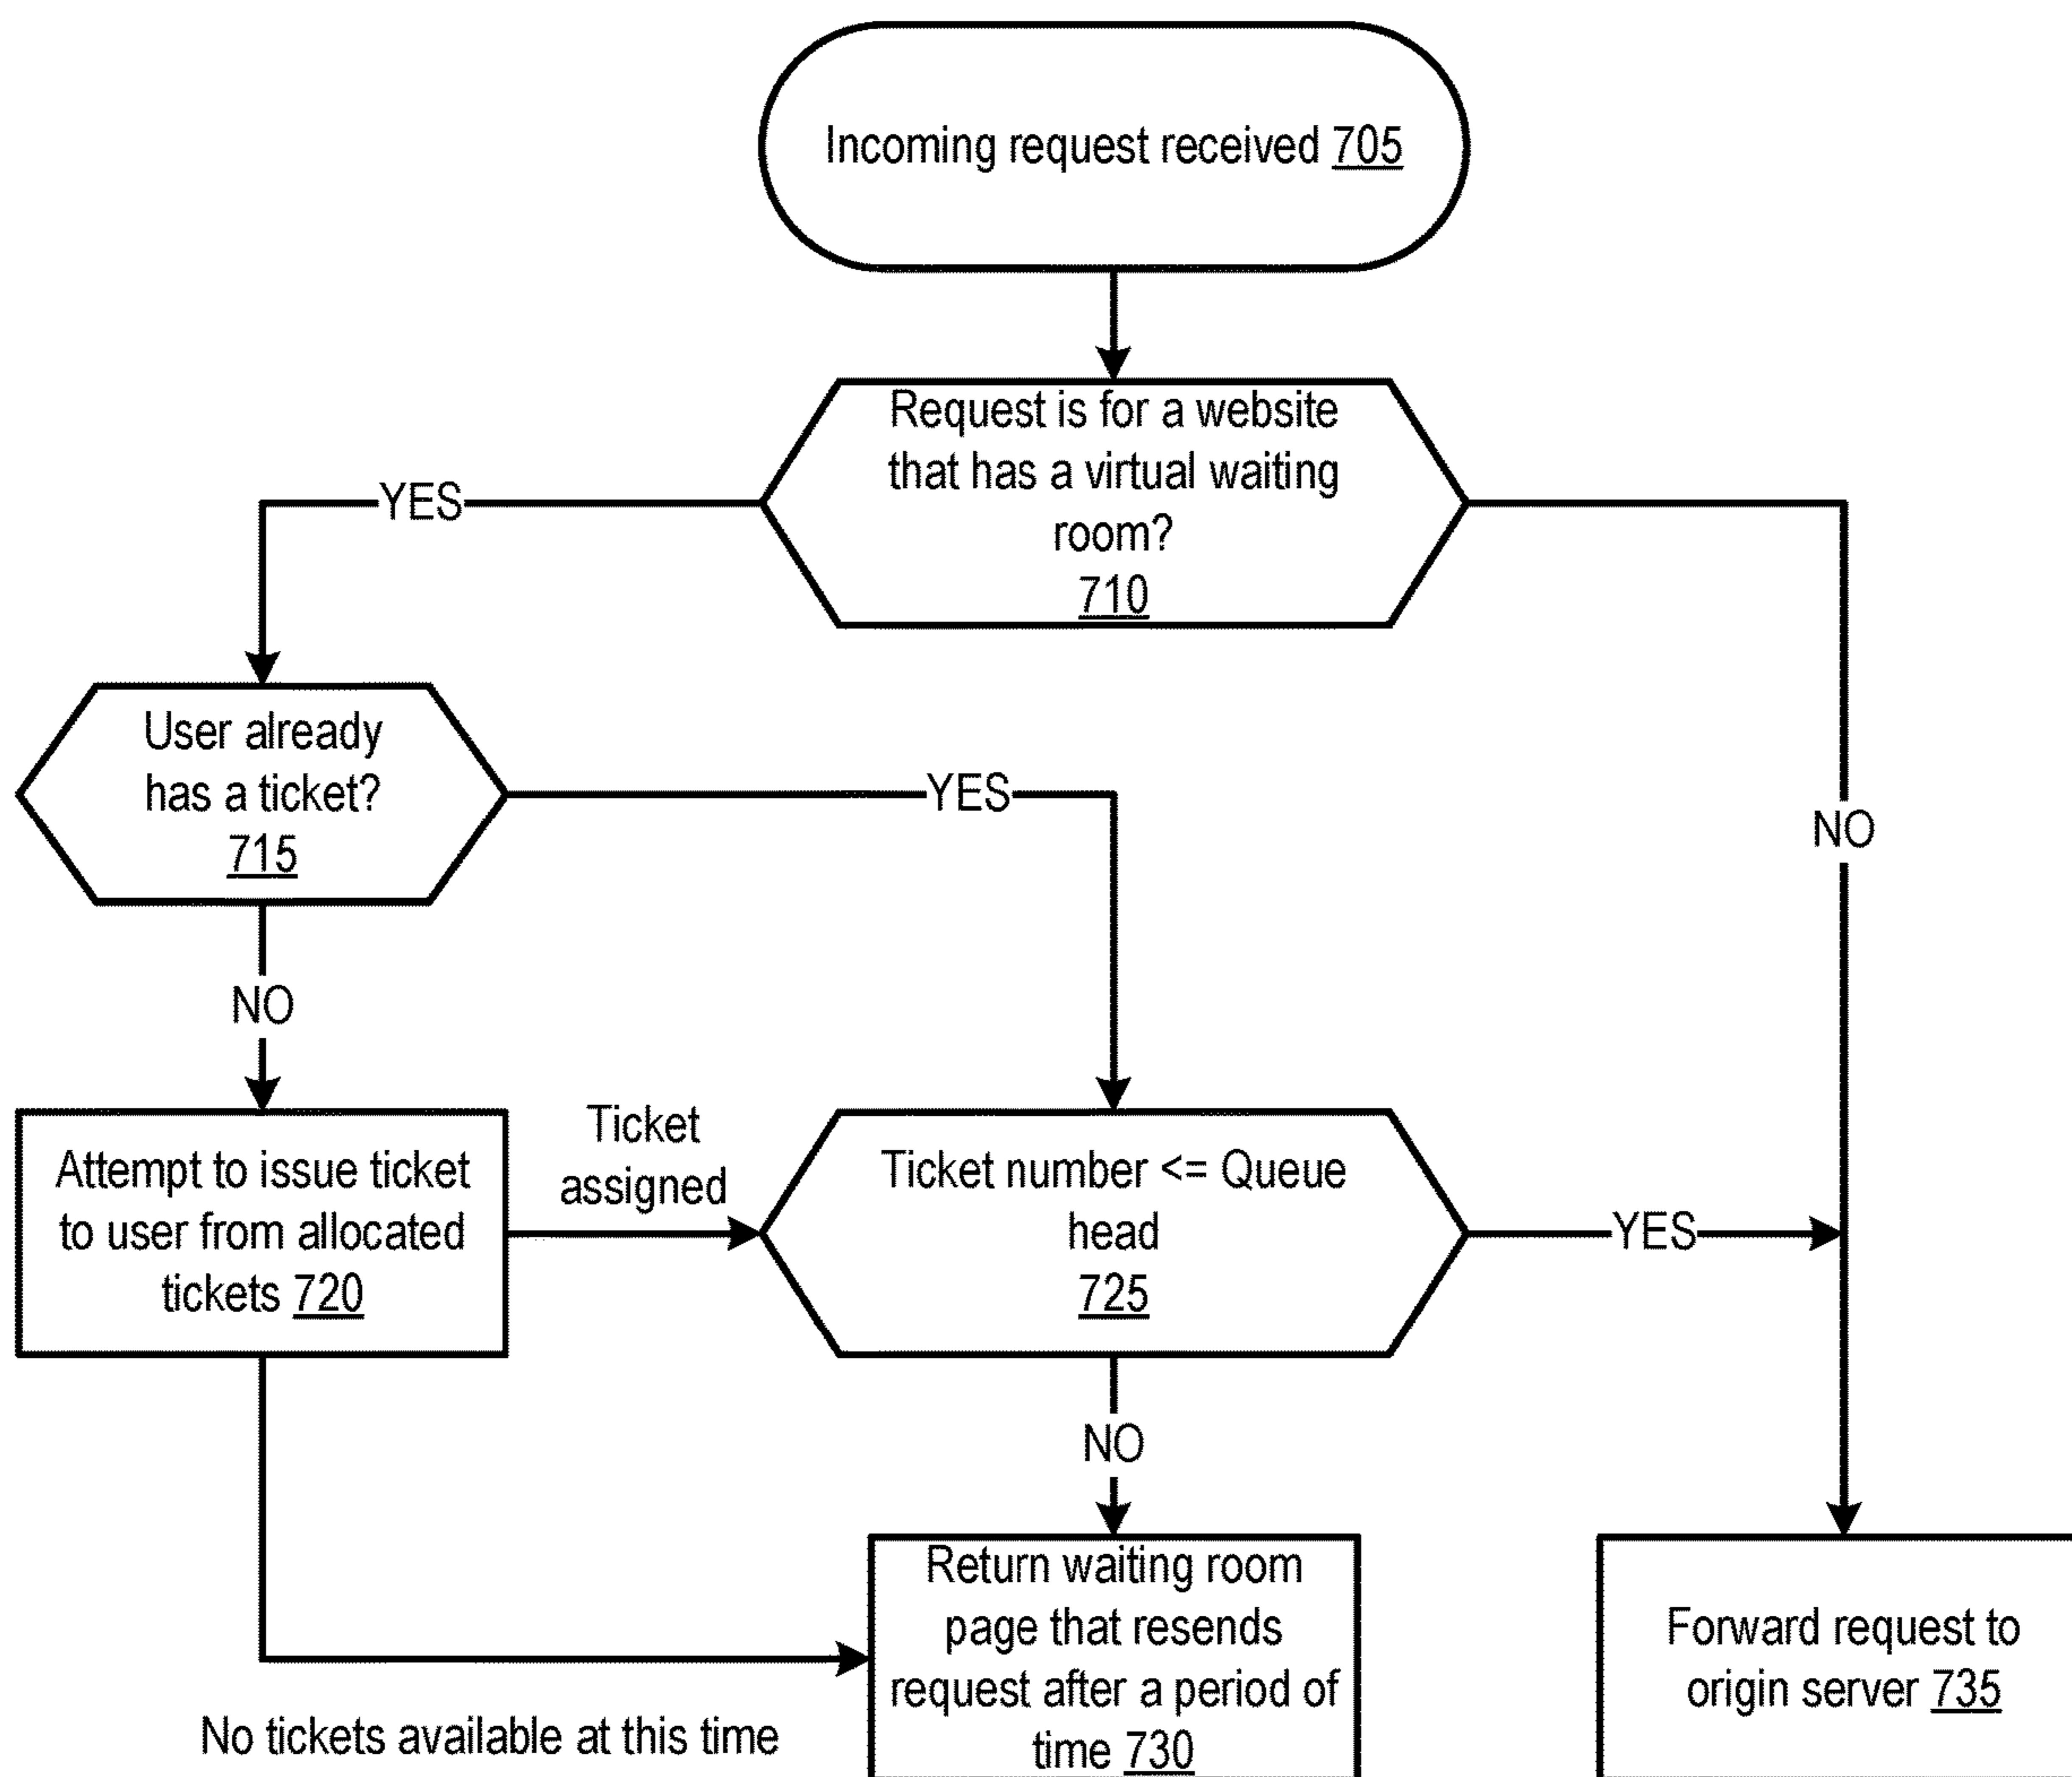 Incoming request received 705
Request is for a website
that has a virtual waiting
room?
710
YES
User already
has a ticket?
715
YES
NO
NO
Ticket
assigned
Attempt to issue ticket
to user from allocated
tickets 720
Ticket number <= Queue
head
725
YES
NO
Return waiting room
page that resends
request after a period of
time 730
Forward request to
origin server 735
No tickets available at this time